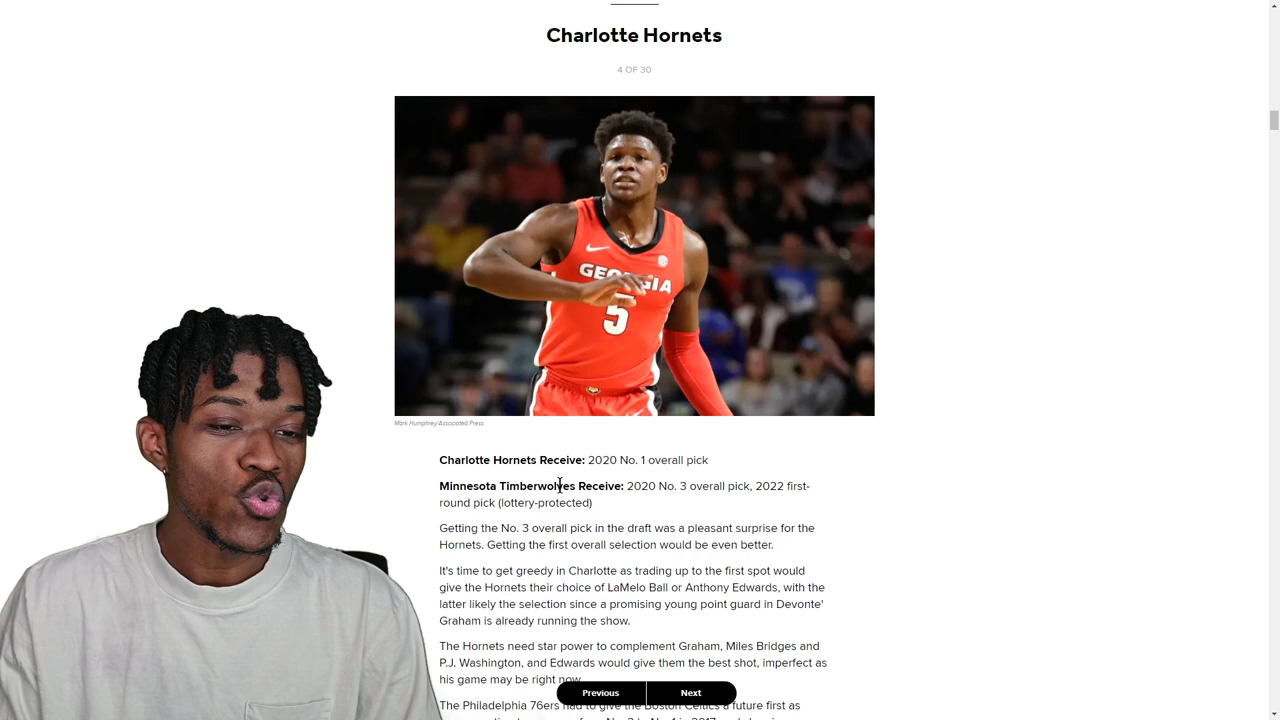 Charlotte Hornets
4 OF 30
GEORGIA
5
Mark Humphrey/Associated Press
Charlotte Hornets Receive: 2020 No. 1 overall pick
Minnesota Timberwolves Receive: 2020 No. 3 overall pick, 2022 first-
round pick (lottery-protected)
Getting the No. 3 overall pick in the draft was a pleasant surprise for the
Hornets. Getting the first overall selection would be even better.
It's time to get greedy in Charlotte as trading up to the first spot would
give the Hornets their choice of LaMelo Ball or Anthony Edwards, with the
latter likely the selection since a promising young point guard in Devonte'
Graham is already running the show.
The Hornets need star power to complement Graham, Miles Bridges and
P.J. Washington, and Edwards would give them the best shot, imperfect as
his game may be right now.
Previous
Next
The Philadelphia 76ers had to give the Boston Celtics a future first as